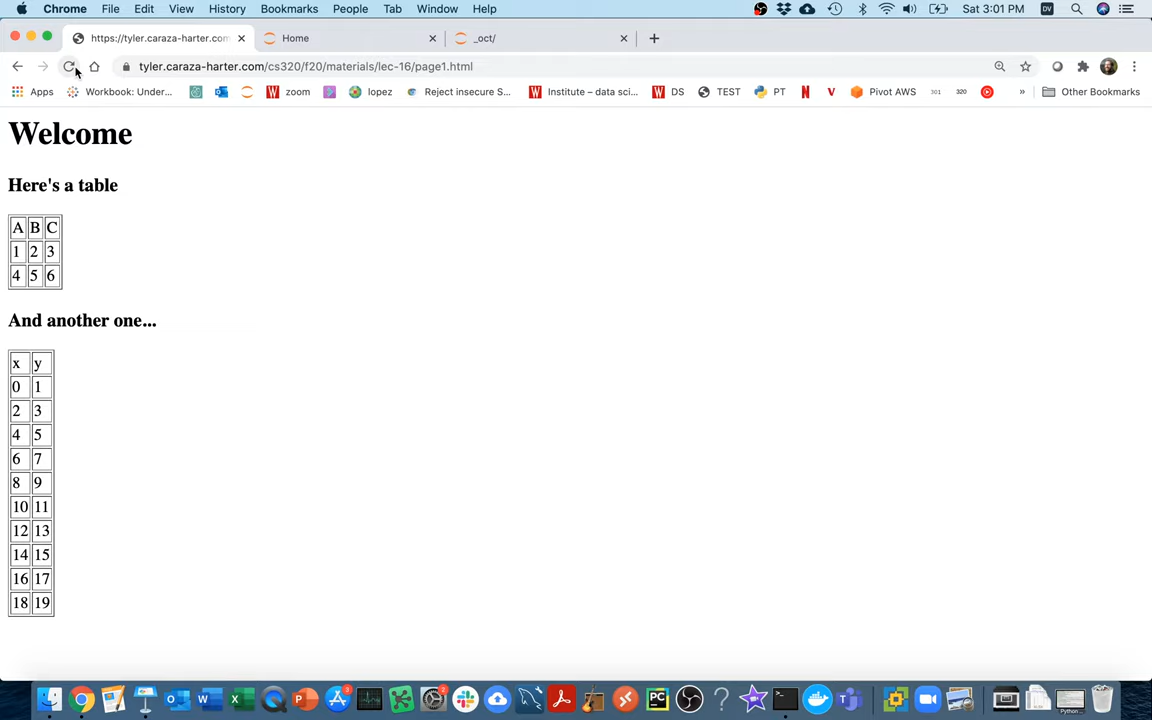 Chrome File Edit View History Bookmarks People Tab Window Help Sat 3:01 PM DV
https://tyler.caraza-harter.com Home _oct/
tyler.caraza-harter.com/cs320/f20/materials/lec-16/page1.html
Apps Workbook: Under... zoom lopez Reject insecure S... Institute – data sci... DS TEST PT Pivot AWS 301 320 » Other Bookmarks
Welcome
Here's a table
A B C
1 2 3
4 5 6
And another one...
x y
0 1
2 3
4 5
6 7
8 9
10 11
12 13
14 15
16 17
18 19